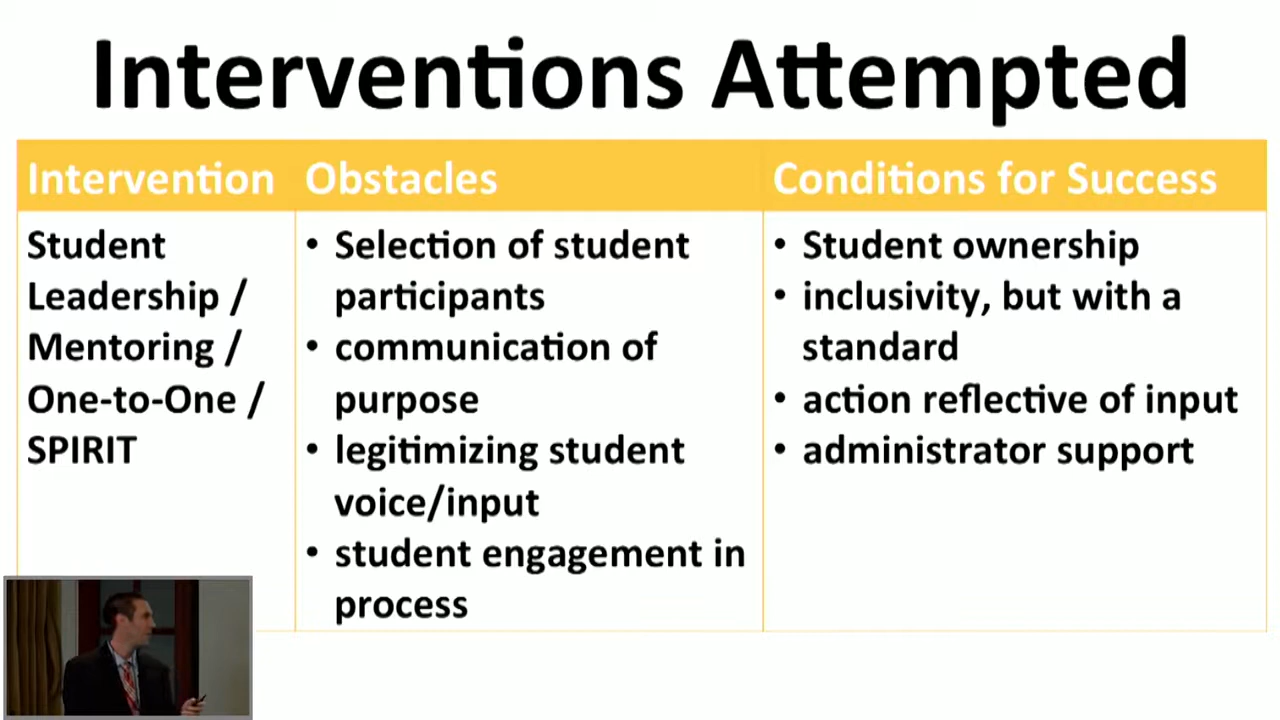 Interventions Attempted
Intervention
Obstacles
Conditions for Success
Student
Leadership /
Mentoring /
One-to-One /
SPIRIT
• Selection of student
participants
• communication of
purpose
• legitimizing student
voice/input
• student engagement in
process
• Student ownership
• inclusivity, but with a
standard
• action reflective of input
• administrator support